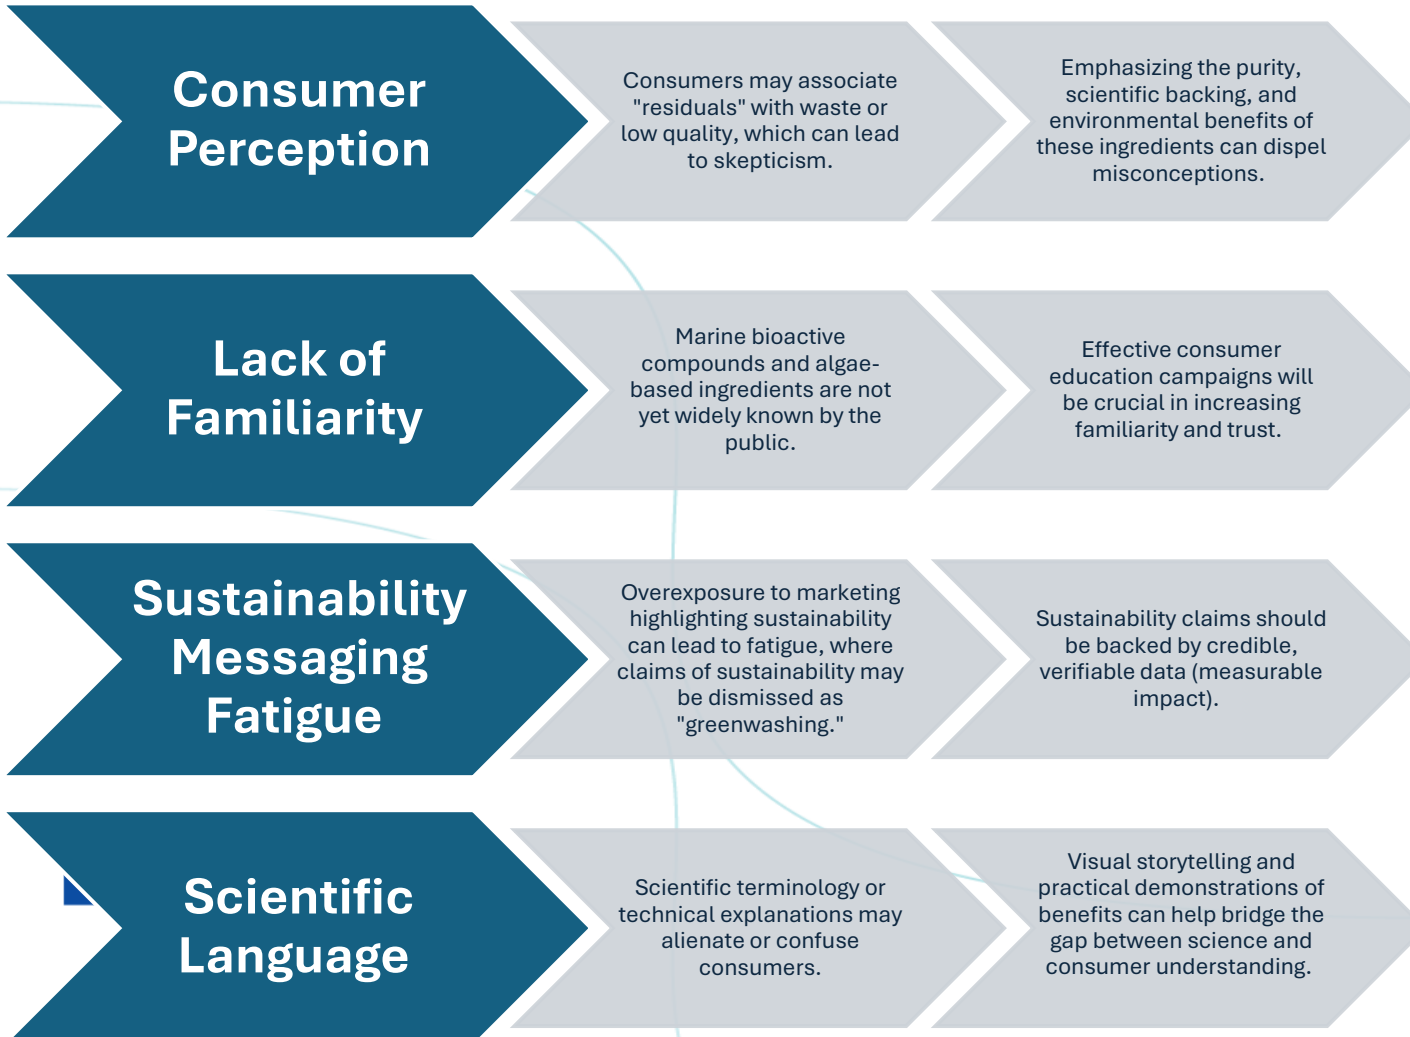 Consumer
Perception
Consumers may associate
"residuals" with waste or
low quality, which can lead
to skepticism.
Emphasizing the purity,
scientific backing, and
environmental benefits of
these ingredients can dispel
misconceptions.
Lack of
Familiarity
Marine bioactive
compounds and algae-
based ingredients are not
yet widely known by the
public.
Effective consumer
education campaigns will
be crucial in increasing
familiarity and trust.
Sustainability
Messaging
Fatigue
Overexposure to marketing
highlighting sustainability
can lead to fatigue, where
claims of sustainability may
be dismissed as
"greenwashing."
Sustainability claims should
be backed by credible,
verifiable data (measurable
impact).
Scientific
Language
Scientific terminology or
technical explanations may
alienate or confuse
consumers.
Visual storytelling and
practical demonstrations of
benefits can help bridge the
gap between science and
consumer understanding.